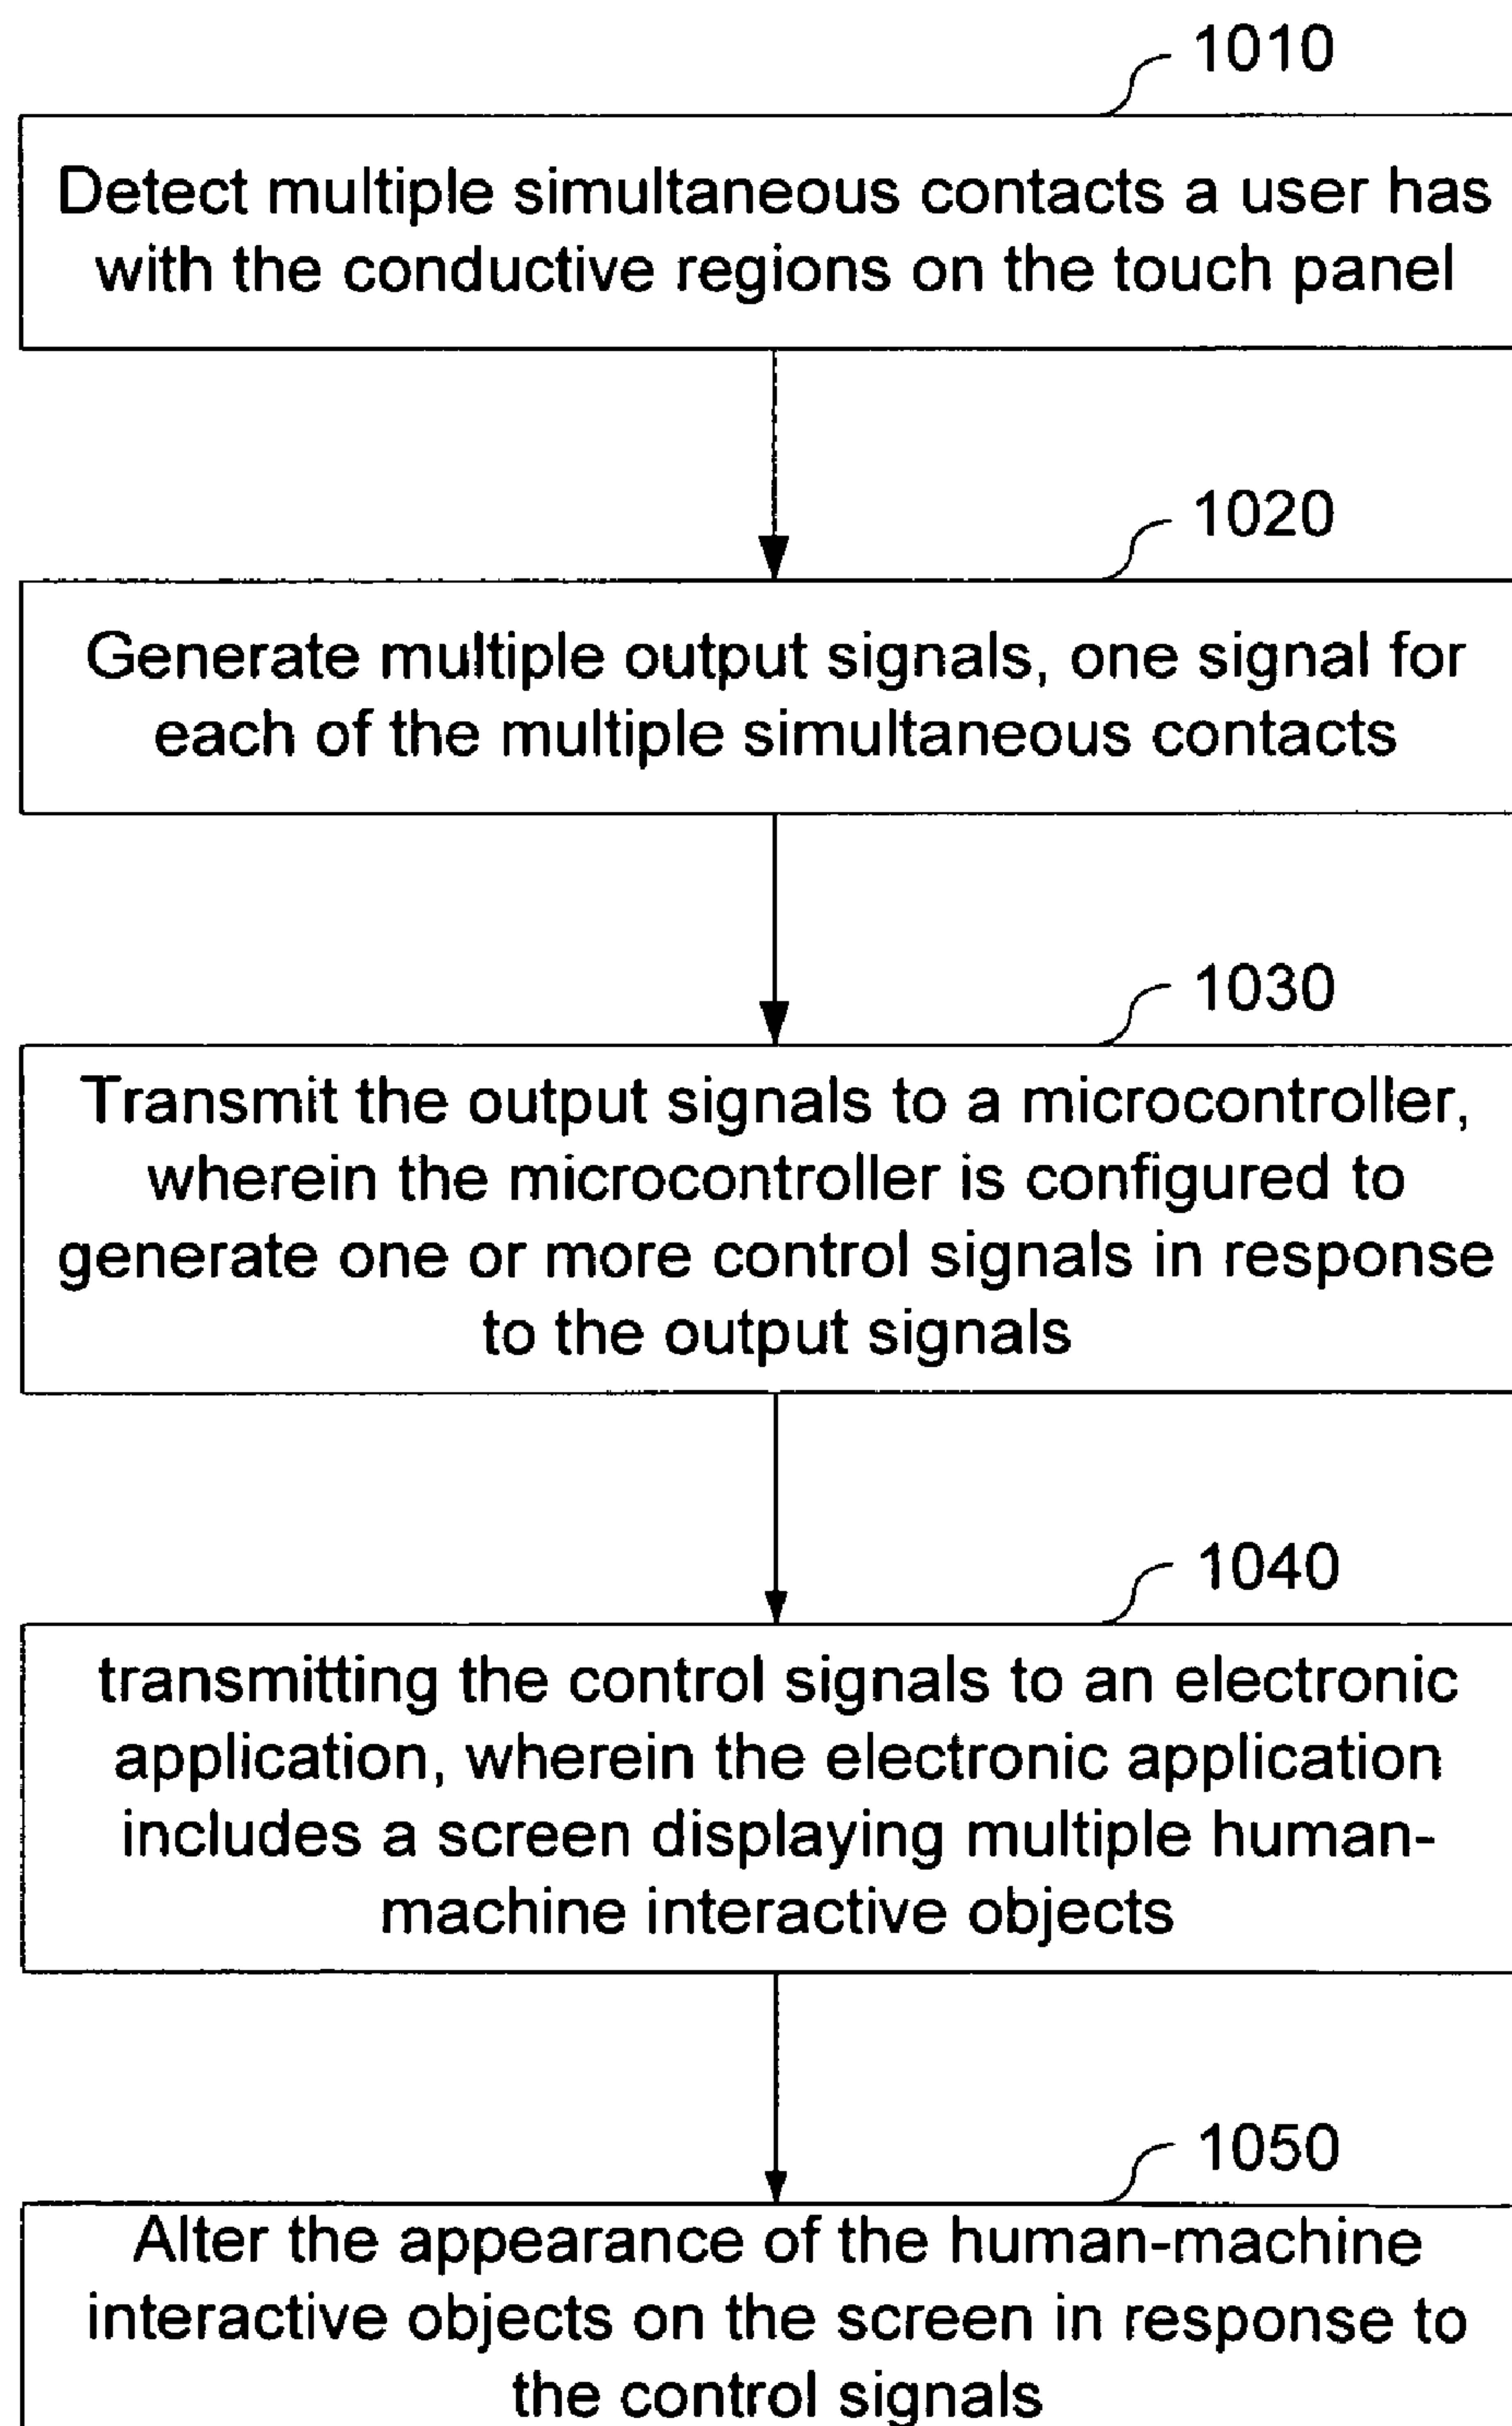 1010
Detect multiple simultaneous contacts a user has
with the conductive regions on the touch panel
1020
Generate multiple output signals, one signal for
each of the multiple simultaneous contacts
1030
Transmit the output signals to a microcontroller,
wherein the microcontroller is configured to
generate one or more control signals in response
to the output signals
1040
transmitting the control signals to an electronic
application, wherein the electronic application
includes a screen displaying multiple human-
machine interactive objects
1050
Alter the appearance of the human-machine
interactive objects on the screen in response to
the control signals